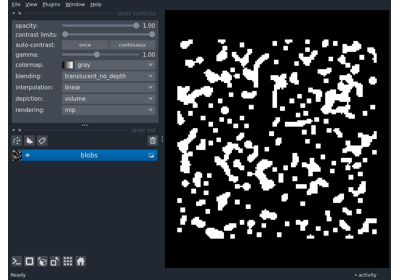 File View Plugins Window Help
layer controls
opacity: 1.00
contrast limits:
auto-contrast: once continuous
gamma: 1.00
colormap: gray
blending: translucent_no_depth
interpolation: linear
depiction: volume
rendering: mip
layer list
blobs
Ready activity